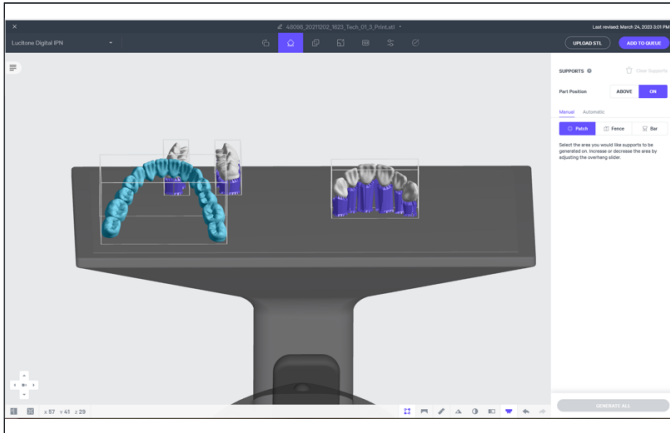 48098_20211202_1623_Tech_01_3_Print.stl
Last revised: March 24, 2023 3:01 PM
Lucitone Digital IPN
UPLOAD STL
ADD TO QUEUE
SUPPORTS
Clear Supports
Part Position
ABOVE
ON
Manual
Automatic
Patch
Fence
Bar
Select the area you would like supports to be
generated on. Increase or decrease the area by
adjusting the overhang slider.
x 57 y 41 z 29
GENERATE ALL